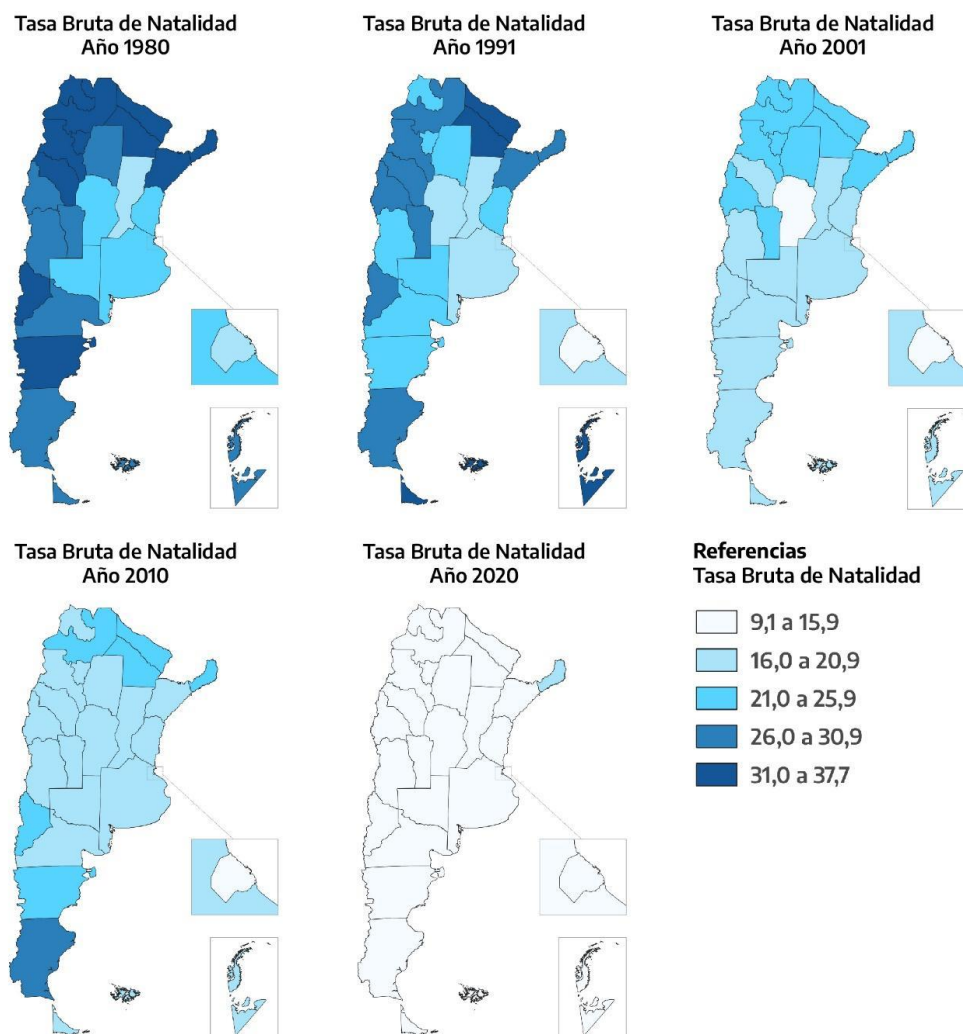 Tasa Bruta de Natalidad
Año 1980
Tasa Bruta de Natalidad
Año 1991
Tasa Bruta de Natalidad
Año 2001
Tasa Bruta de Natalidad
Año 2010
Tasa Bruta de Natalidad
Año 2020
Referencias
Tasa Bruta de Natalidad
9,1 a 15,9
16,0 a 20,9
21,0 a 25,9
26,0 a 30,9
31,0 a 37,7